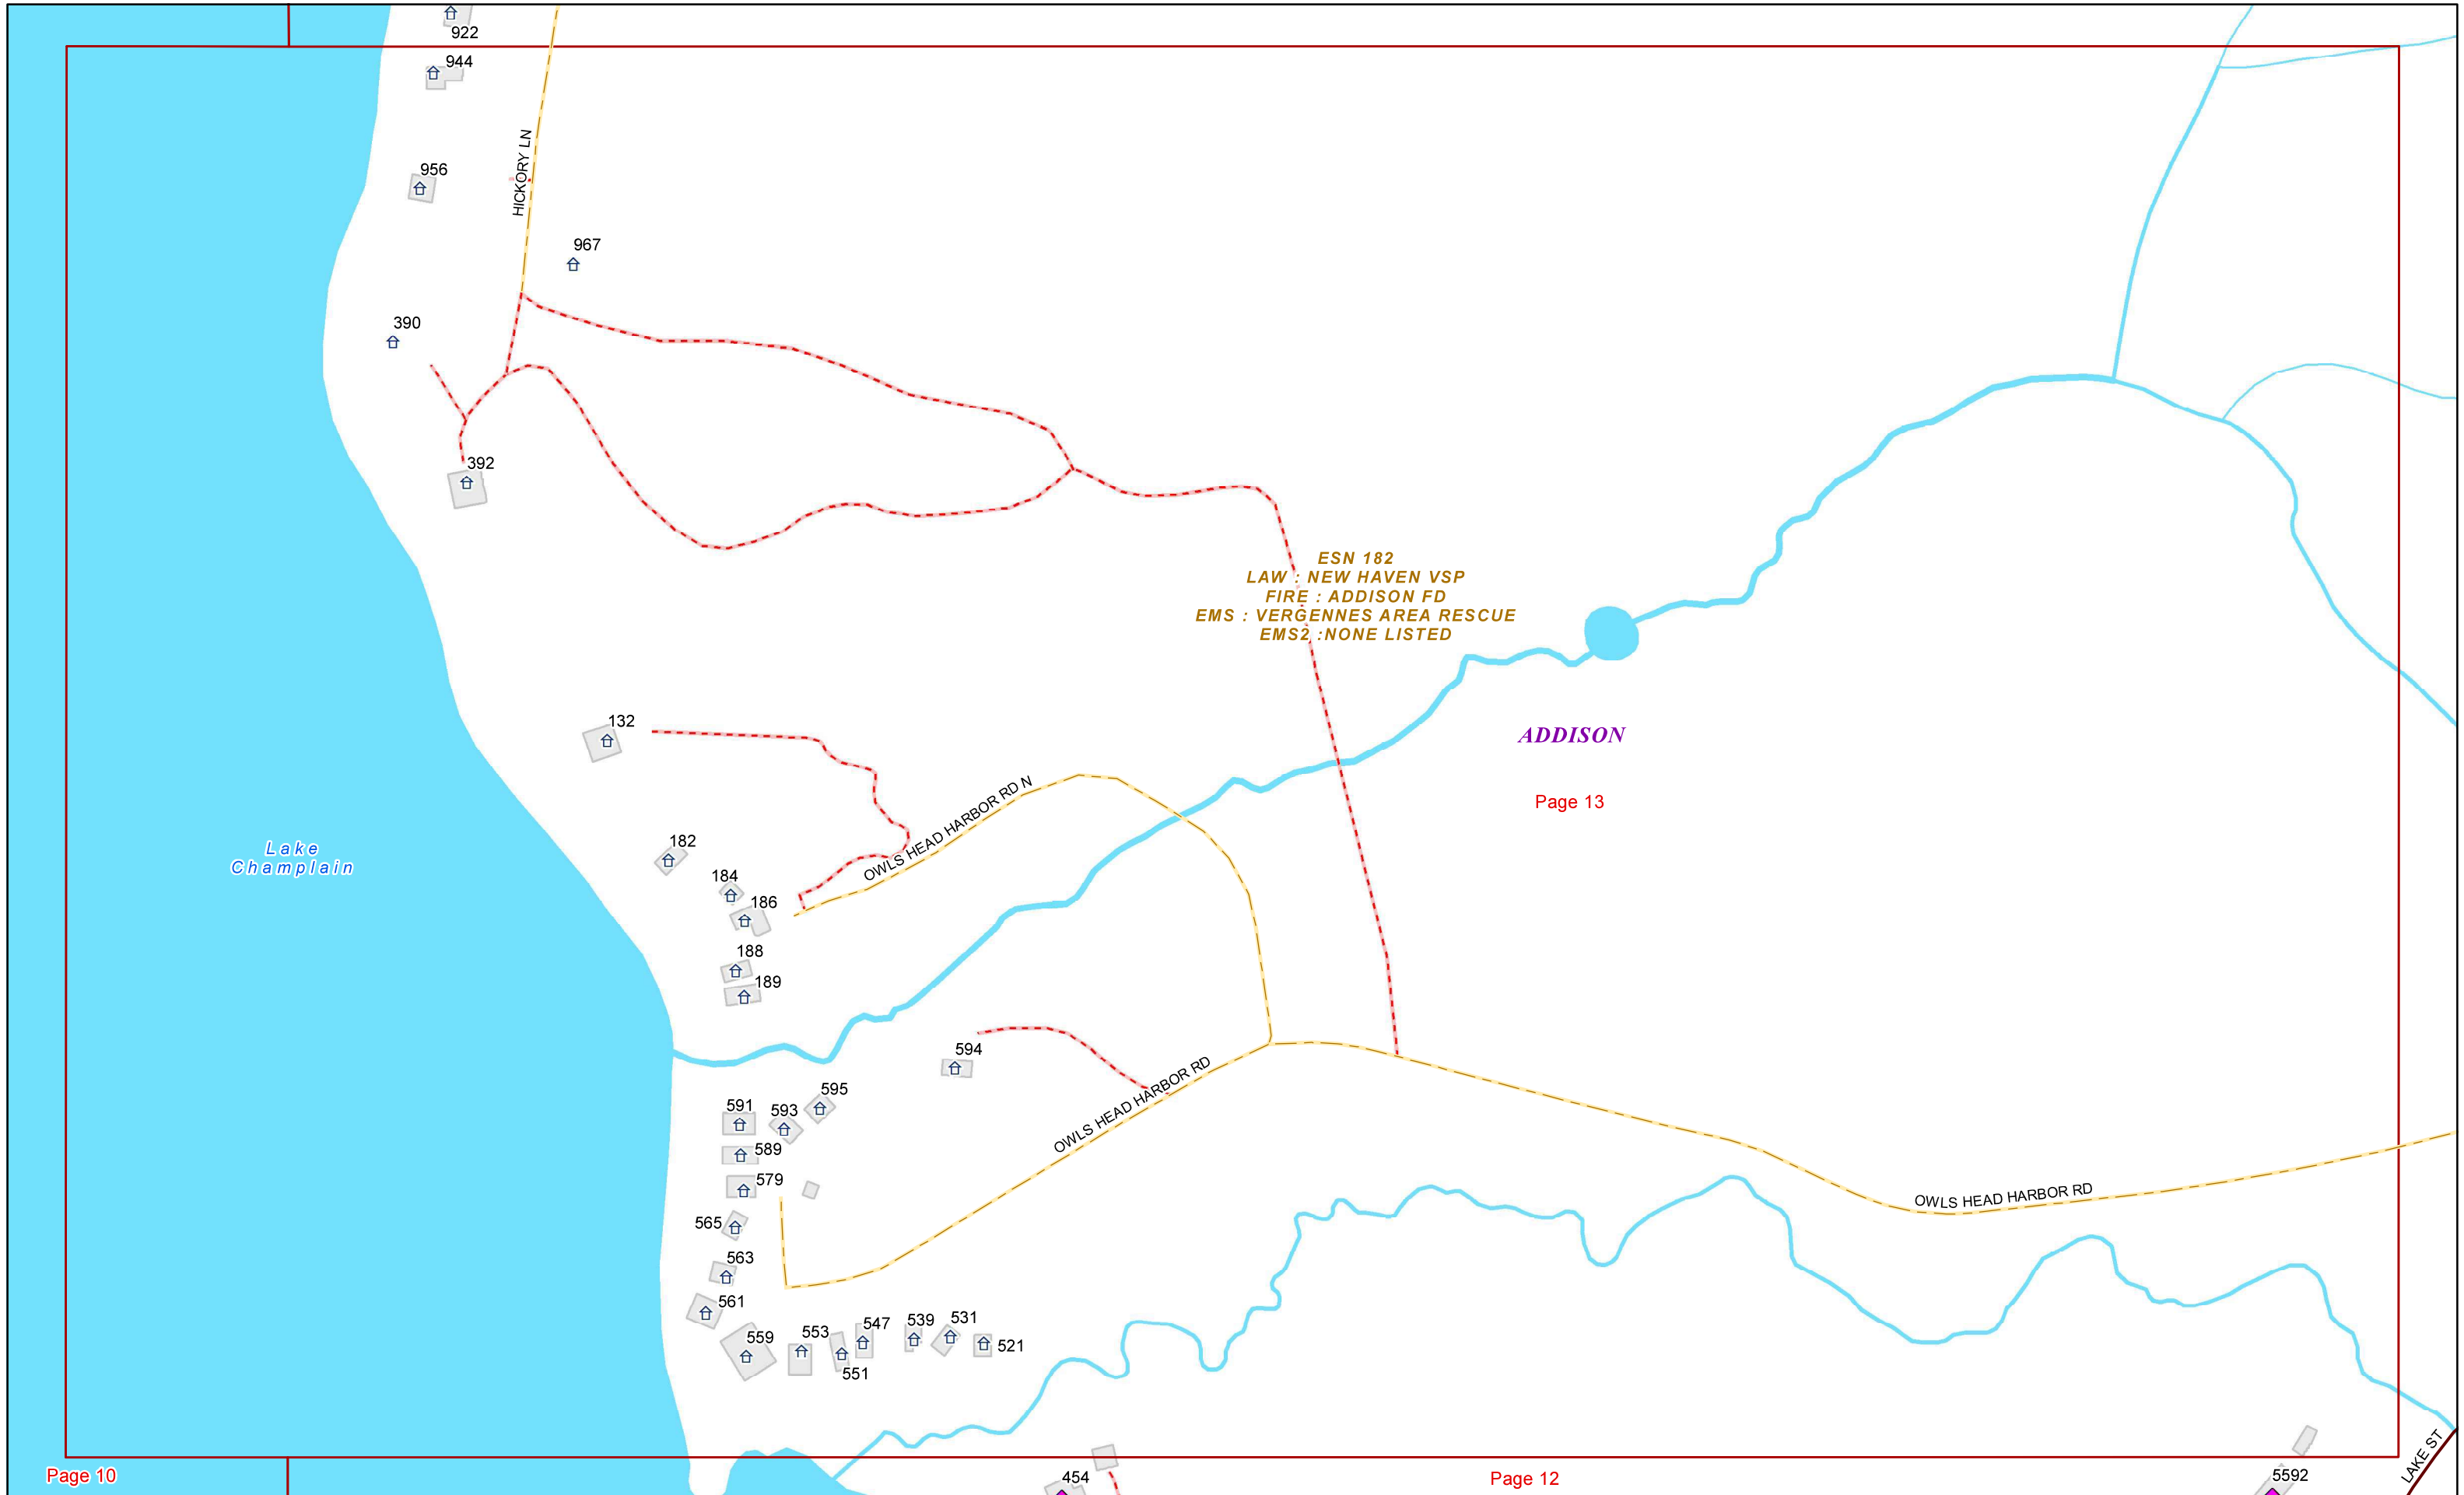 922
944
HICKORY LN
956
967
390
392
ESN 182
LAW : NEW HAVEN VSP
FIRE : ADDISON FD
EMS : VERGENNES AREA RESCUE
EMS2 :NONE LISTED
132
ADDISON
OWLS HEAD HARBOR RD N
Page 13
Lake
Champlain
182
184
186
188
189
594
OWLS HEAD HARBOR RD
595
591
593
589
579
OWLS HEAD HARBOR RD
565
563
561
559
553
547
539
531
521
551
LAKE ST
Page 10
454
Page 12
5592